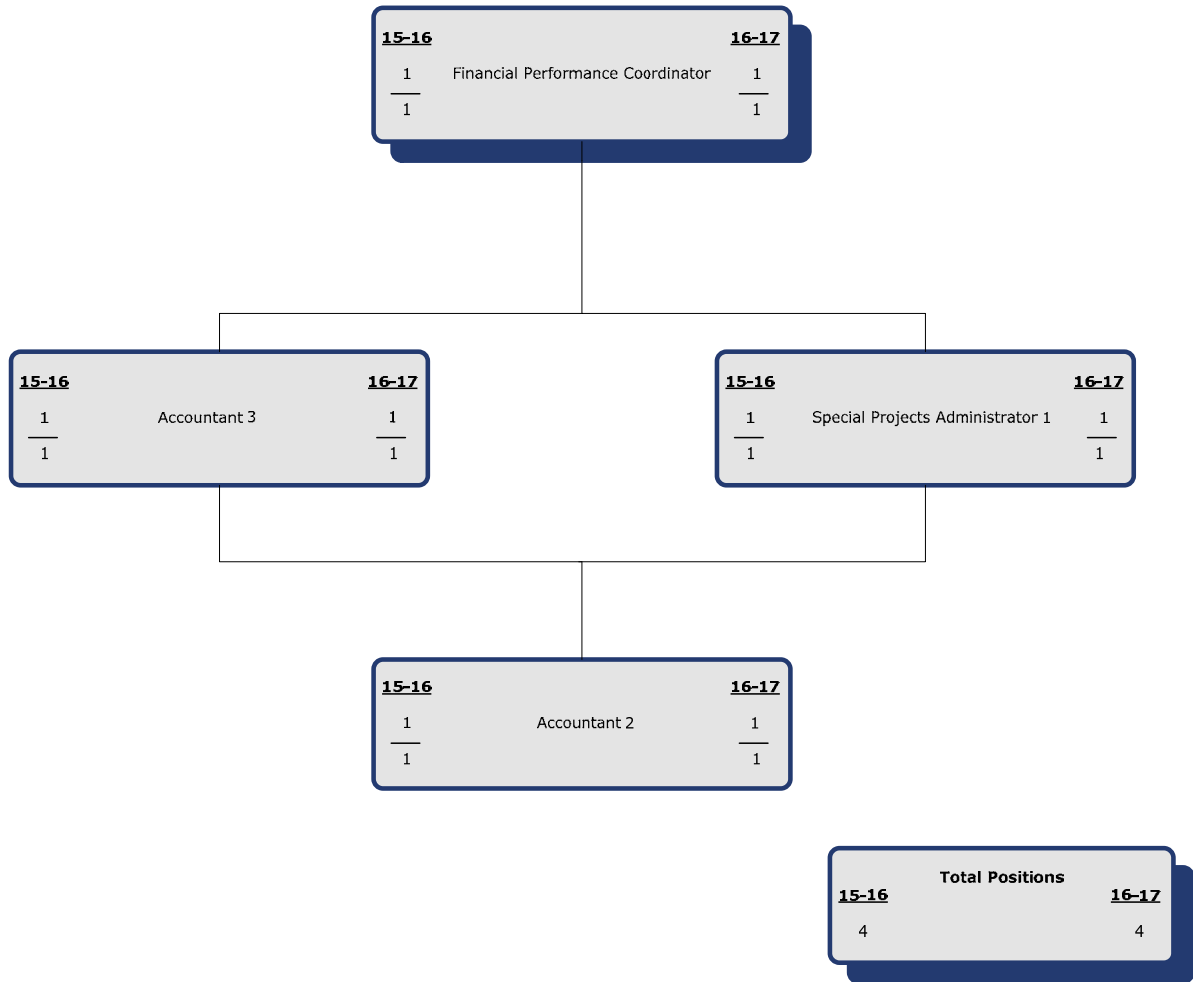 15-16 16-17
1 Financial Performance Coordinator 1
1 1
15-16 16-17
1 Accountant 3 1
1 1
15-16 16-17
1 Special Projects Administrator 1 1
1 1
15-16 16-17
1 Accountant 2 1
1 1
Total Positions
15-16 16-17
4 4